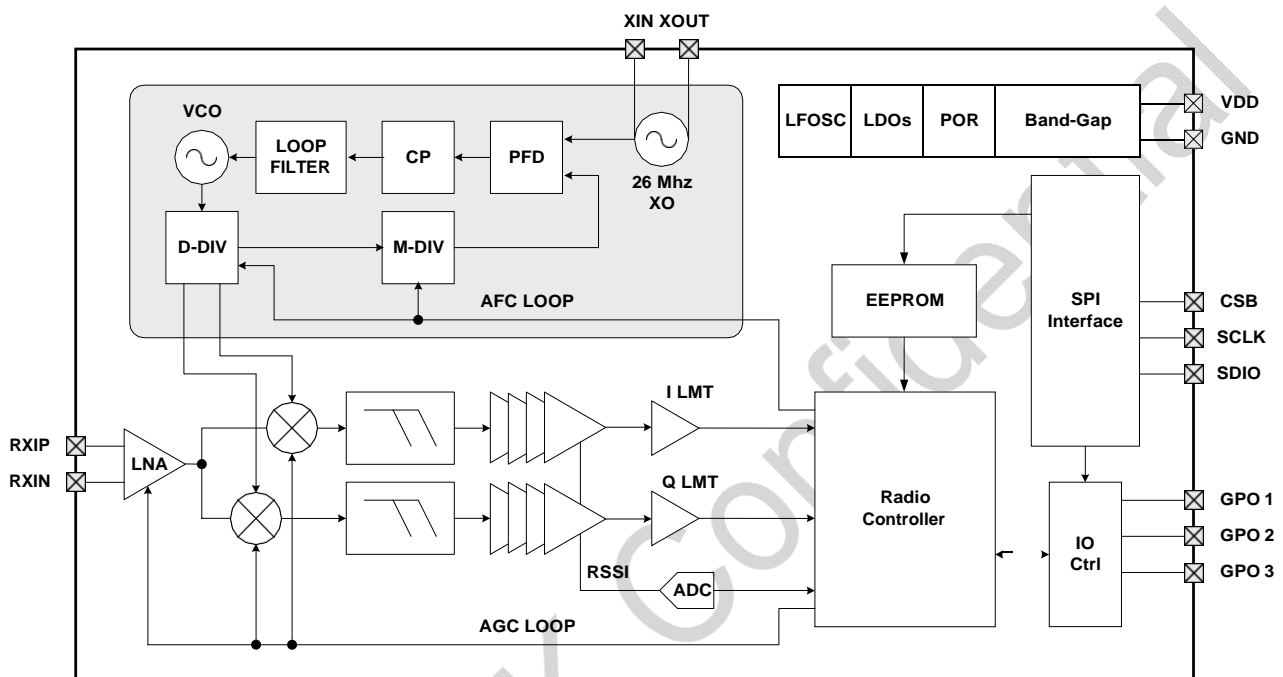 XIN XOUT
VCO
LOOP
FILTER
CP
PFD
26 Mhz
XO
D-DIV
M-DIV
AFC LOOP
LFOSC
LDOs
POR
Band-Gap
VDD
GND
EEPROM
SPI
Interface
CSB
SCLK
SDIO
RXIP
RXIN
LNA
I LMT
Q LMT
RSSI
ADC
AGC LOOP
Radio
Controller
IO
Ctrl
GPO 1
GPO 2
GPO 3
Confidential